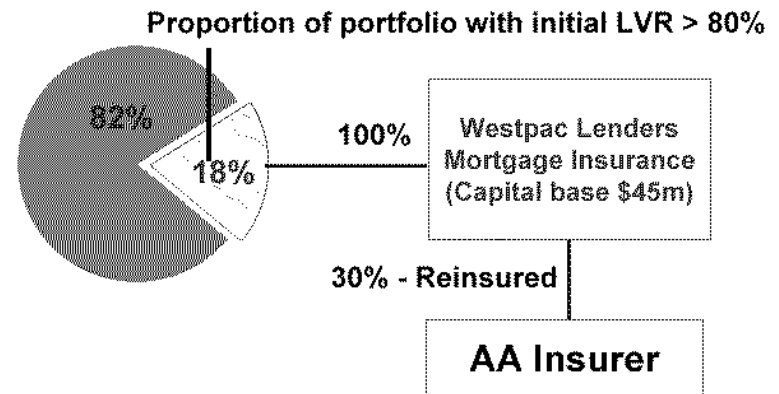 Proportion of portfolio with initial LVR > 80%
82%
18%
100%
Westpac Lenders
Mortgage Insurance
(Capital base $45m)
30% - Reinsured
AA Insurer